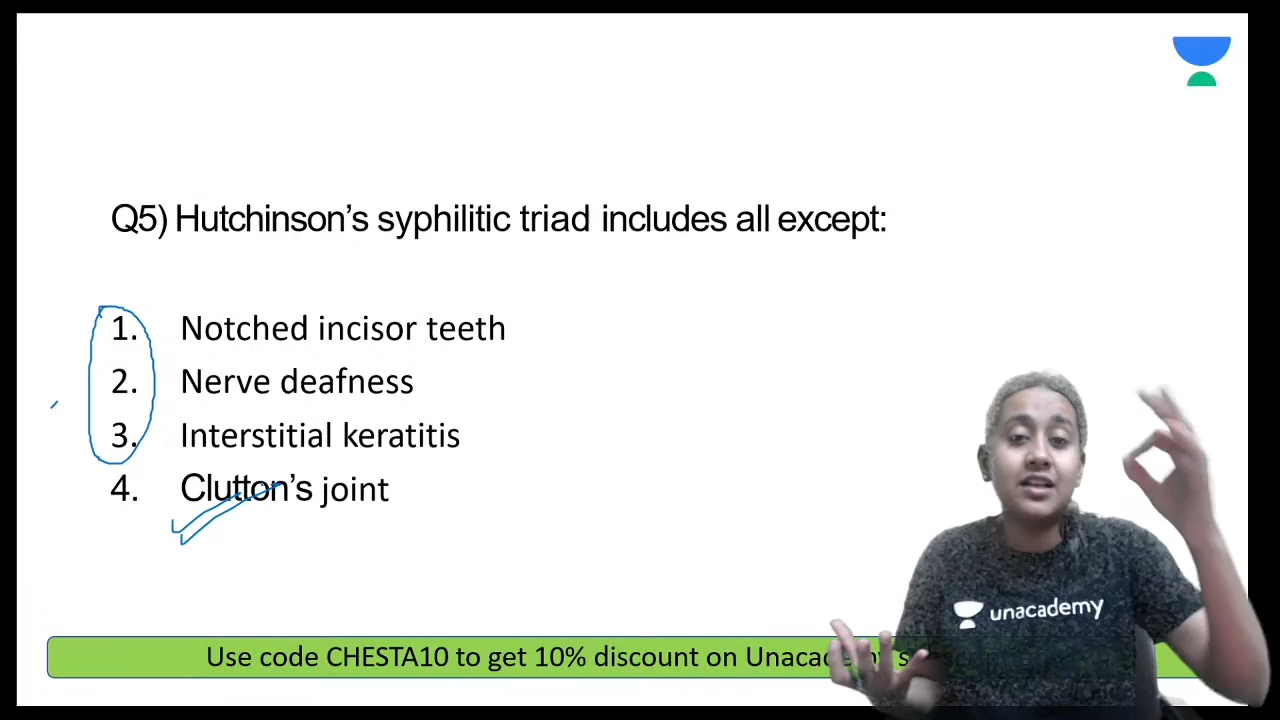 Q5) Hutchinson's syphilitic triad includes all except:
1. Notched incisor teeth
2. Nerve deafness
3. Interstitial keratitis
4. Clutton's joint
unacademy
Use code CHESTA10 to get 10% discount on Unacademy